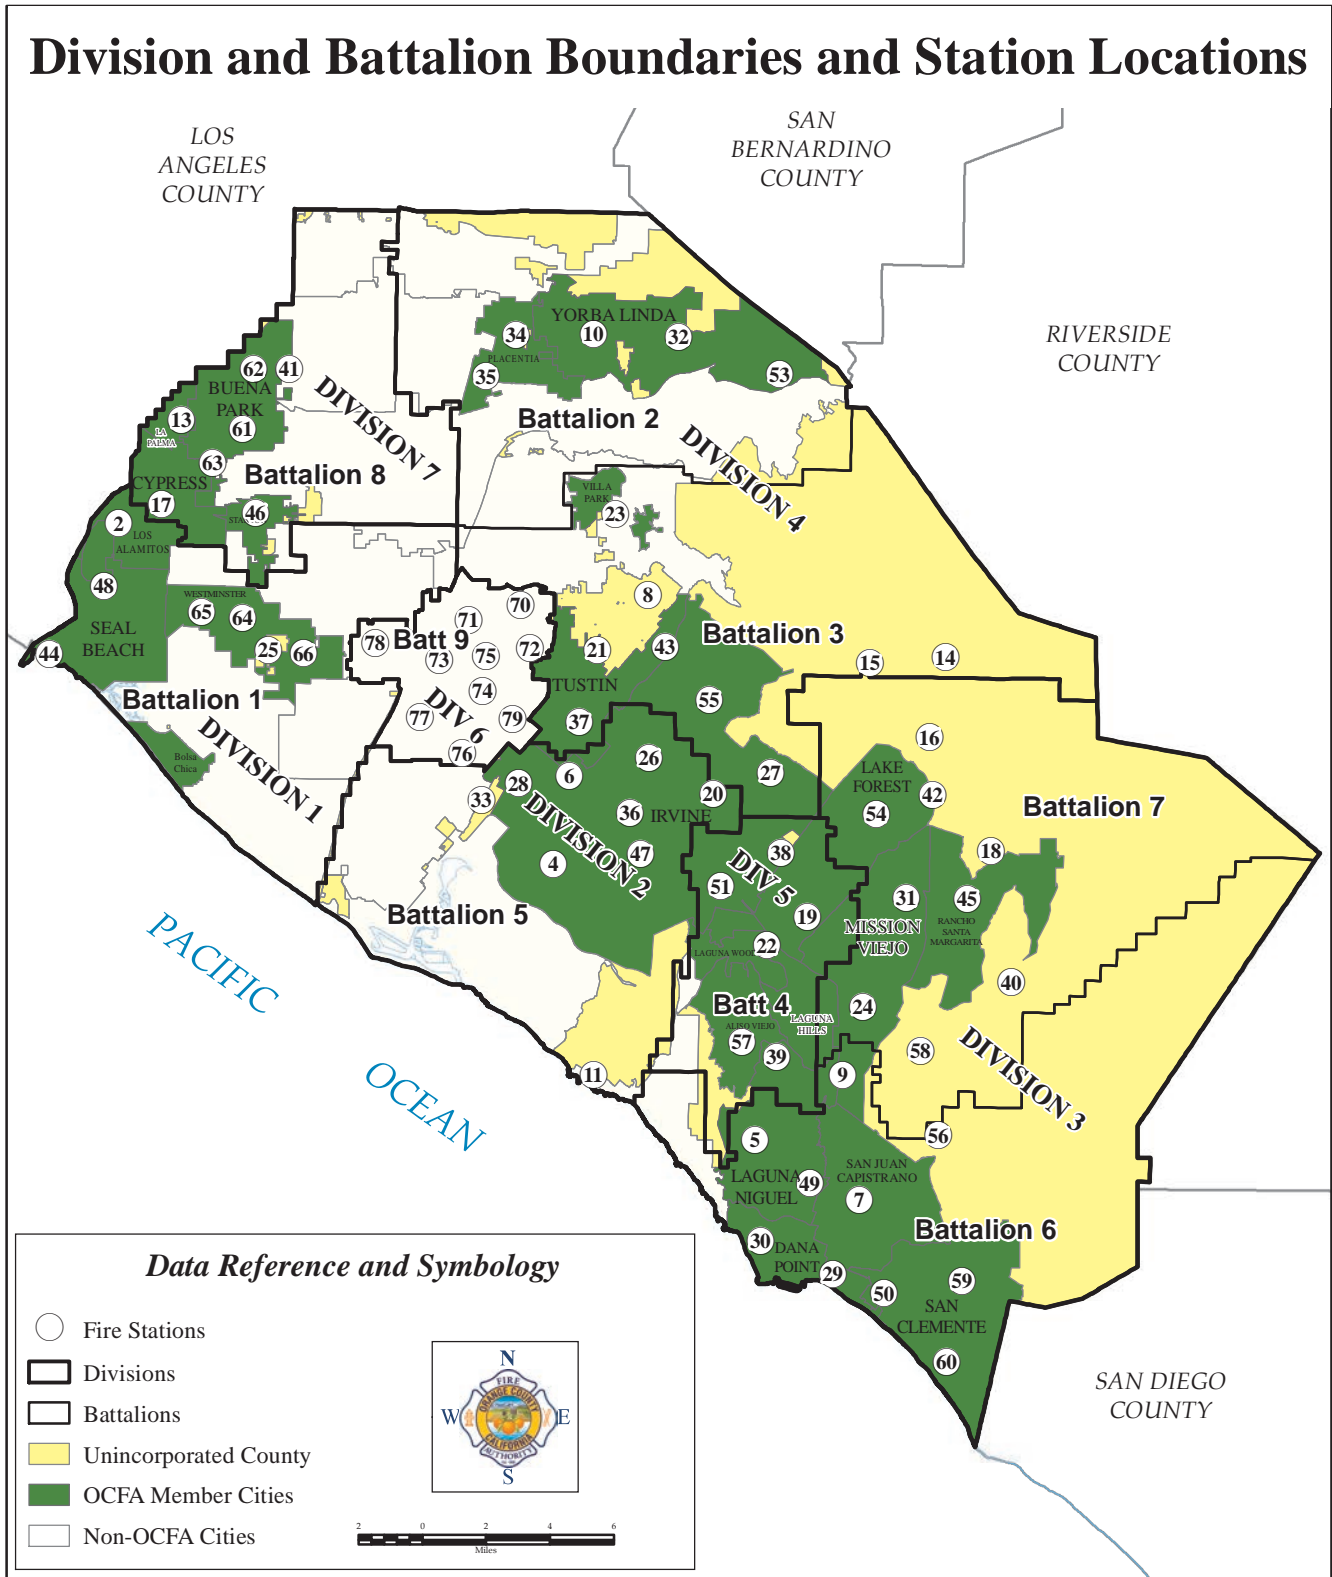 Division and Battalion Boundaries and Station Locations
LOS
ANGELES
COUNTY
SAN
BERNARDINO
COUNTY
RIVERSIDE
COUNTY
YORBA LINDA
34
10
32
PLACENTIA
35
53
62
41
BUENA
PARK
13
61
LA
PALMA
63
CYPRESS
17
DIVISION 7
Battalion 8
Battalion 2
DIVISION 4
VILLA
PARK
23
46
2
LOS
ALAMITOS
48
SEAL
BEACH
44
WESTMINSTER
65
64
25
66
Battalion 1
DIVISION 1
Bolsa
Chica
78
Batt 9
70
71
72
73
75
74
77
79
76
DIV 6
8
21
43
TUSTIN
37
55
Battalion 3
15
14
16
6
26
20
27
28
33
36
IRVINE
4
47
DIVISION 2
Battalion 5
LAKE
FOREST
42
54
Battalion 7
18
38
DIV 5
51
19
22
31
45
MISSION
VIEJO
RANCHO
SANTA
MARGARITA
Batt 4
ALISO VIEJO
LAGUNA
HILLS
24
40
57
39
58
9
DIVISION 3
11
56
5
LAGUNA
NIGUEL
49
SAN JUAN
CAPISTRANO
7
Battalion 6
30
DANA
POINT
29
50
59
SAN
CLEMENTE
60
PACIFIC
OCEAN
SAN DIEGO
COUNTY
Data Reference and Symbology
Fire Stations
Divisions
Battalions
Unincorporated County
OCFA Member Cities
Non-OCFA Cities
N
W
E
S
FIRE
ORANGE COUNTY
CALIFORNIA
AUTHORITY
2 0 2 4 6
Miles